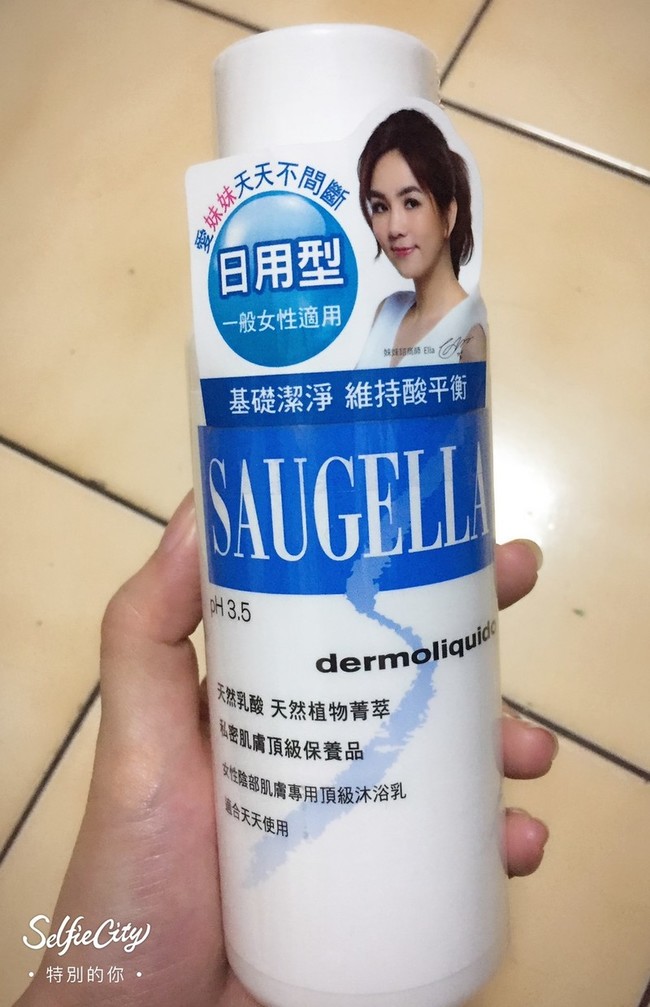 愛妹妹天天不間斷
日用型
一般女性適用
Ella
基礎潔淨 維持酸平衡
SAUGELLA
pH 3.5
dermoliquido
天然乳酸 天然植物菁萃
私密肌膚頂級保養品
女性陰部肌膚專用頂級沐浴乳
適合天天使用
SelfieCity
• 特別的你 •